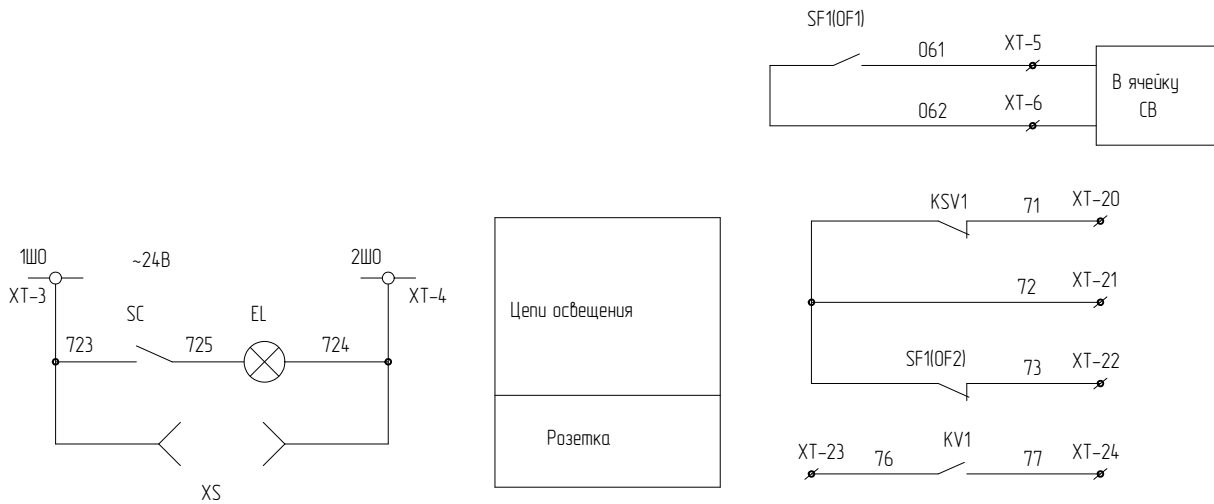 SF1(OF1)
061
XT-5
В ячейку
СВ
062
XT-6
KSV1
71
XT-20
1ШО
~24В
2ШО
XT-3
XT-4
72
XT-21
SC
EL
Цепи освещения
723
725
724
SF1(OF2)
73
XT-22
Розетка
XT-23
76
KV1
77
XT-24
XS